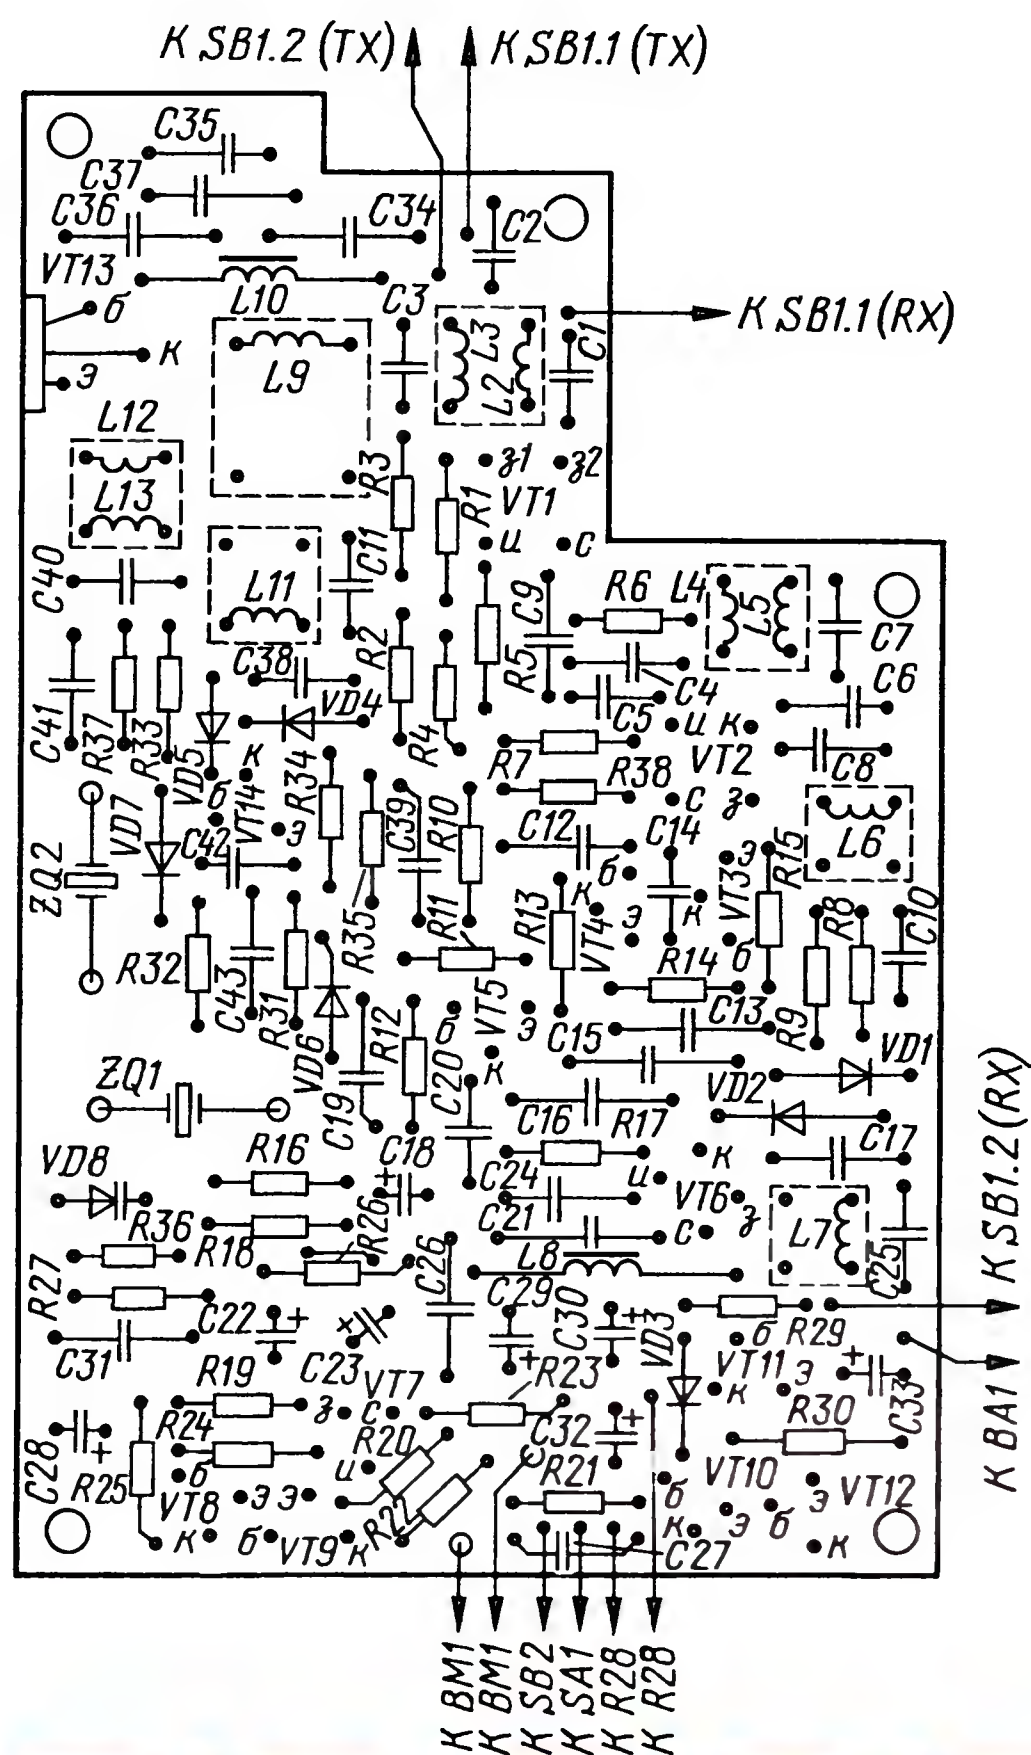 К SB1.2 (TX)
К SB1.1 (TX)
C35
C37
C36
C34
C2
VT13
б
L10
C3
К SB1.1 (RX)
L3
C1
к
L9
L2
э
L12
R3
з1
з2
L13
R1
VT1
C11
и
с
C40
L11
C9
R6
L4
L5
C7
R2
R5
C38
C4
C6
C41
R37
R33
VD4
R4
C5
и
к
VD5
к
R34
R7
R38
VT2
C8
VD7
б
VT14
э
C39
R10
с
з
C42
C12
C14
L6
ZQ2
б
э
VT3
R15
к
к
R35
R11
R13
VT4
э
R8
C10
R32
C43
R31
R14
б
VT5
C13
R9
VD6
R12
б
э
C15
VD1
ZQ1
C19
C20
к
VD2
C16
R17
C17
VD8
R16
C18
+
C24
к
и
VT6
R36
R18
R26
C21
с
з
L7
C25
К SB1.2 (RX)
R27
C26
L8
C29
C30
+
C22
+
VD3
б
R29
C31
C23
+
R23
VT11
э
+
C33
К BA1
R19
VT7
к
R24
з
с
C32
+
R30
C28
+
R25
б
R20
и
R21
VT10
VT8
э
э
R22
б
э
б
э
VT12
к
б
VT9
к
к
C27
к
К BM1
К BM1
К SB2
К SA1
К R28
К R28